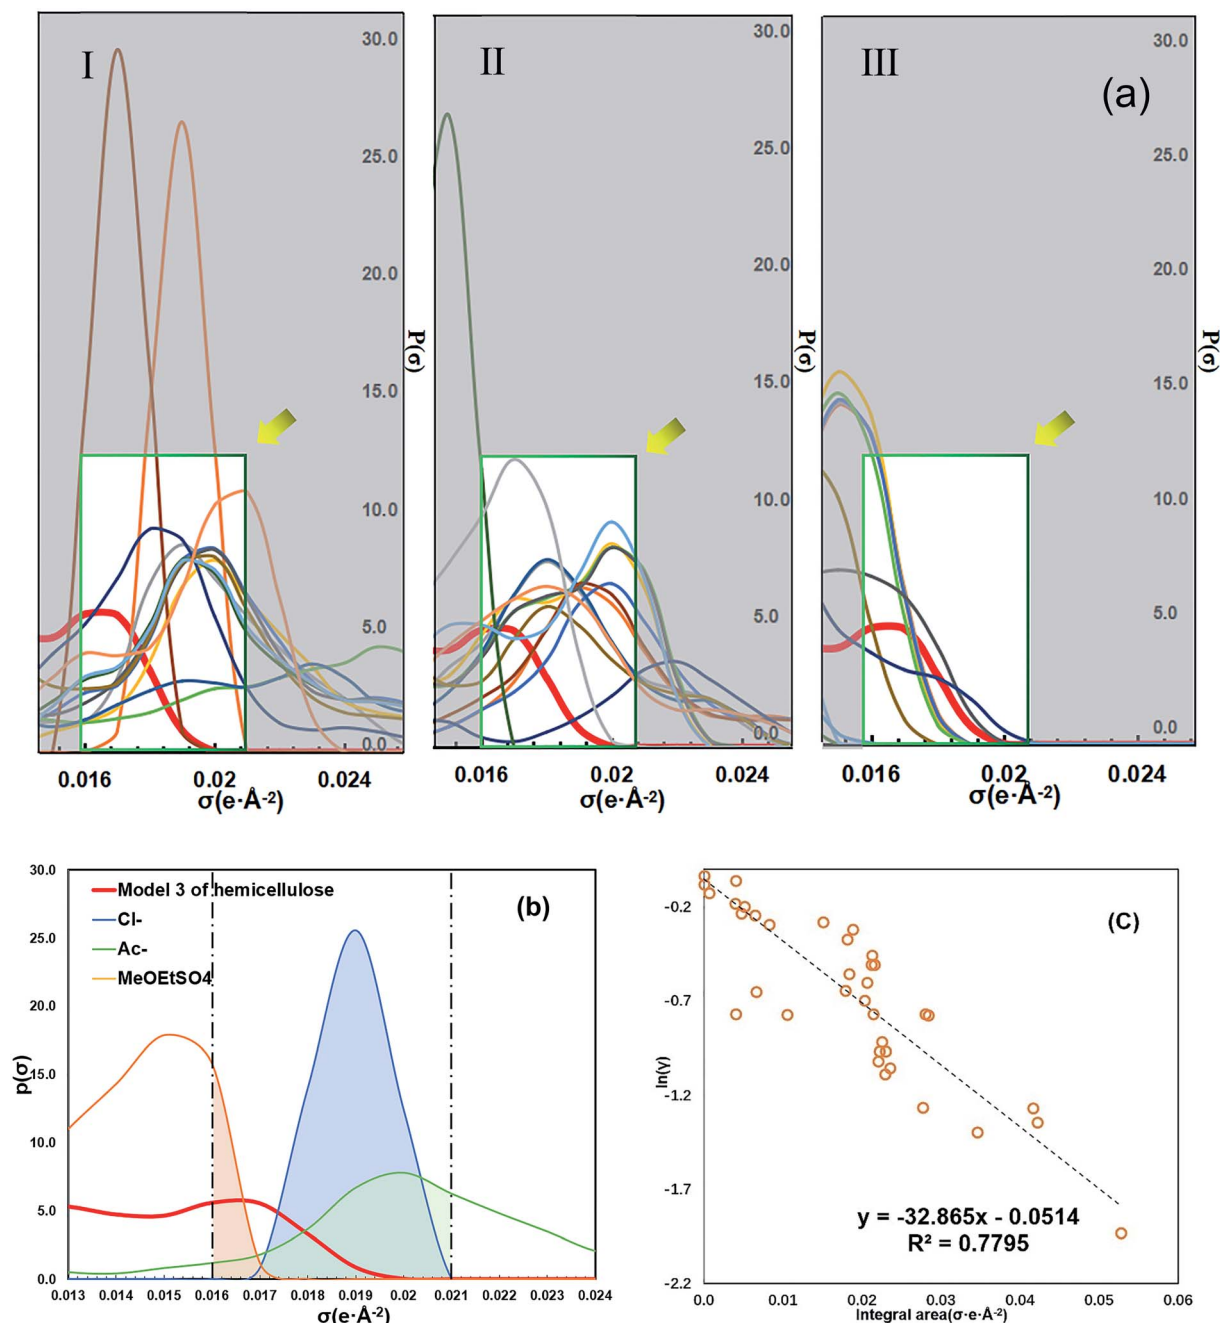 I
30.0
25.0
20.0
15.0
10.0
5.0
0.0
P(σ)
0.016 0.02 0.024
σ(e·Å-2)
II
30.0
25.0
20.0
15.0
10.0
5.0
0.0
P(σ)
0.016 0.02 0.024
σ(e·Å-2)
III
(a)
30.0
25.0
20.0
15.0
10.0
5.0
0.0
P(σ)
0.016 0.02 0.024
σ(e·Å-2)
(b)
Model 3 of hemicellulose
Cl-
Ac-
MeOEtSO4
30.0
25.0
20.0
15.0
10.0
5.0
0.0
p(σ)
0.013 0.014 0.015 0.016 0.017 0.018 0.019 0.02 0.021 0.022 0.023 0.024
σ(e·Å-2)
(C)
-0.2
-0.7
-1.2
-1.7
-2.2
ln(γ)
y = -32.865x - 0.0514
R² = 0.7795
0.0 0.01 0.02 0.03 0.04 0.05 0.06
Integral area(σ·e·Å-2)